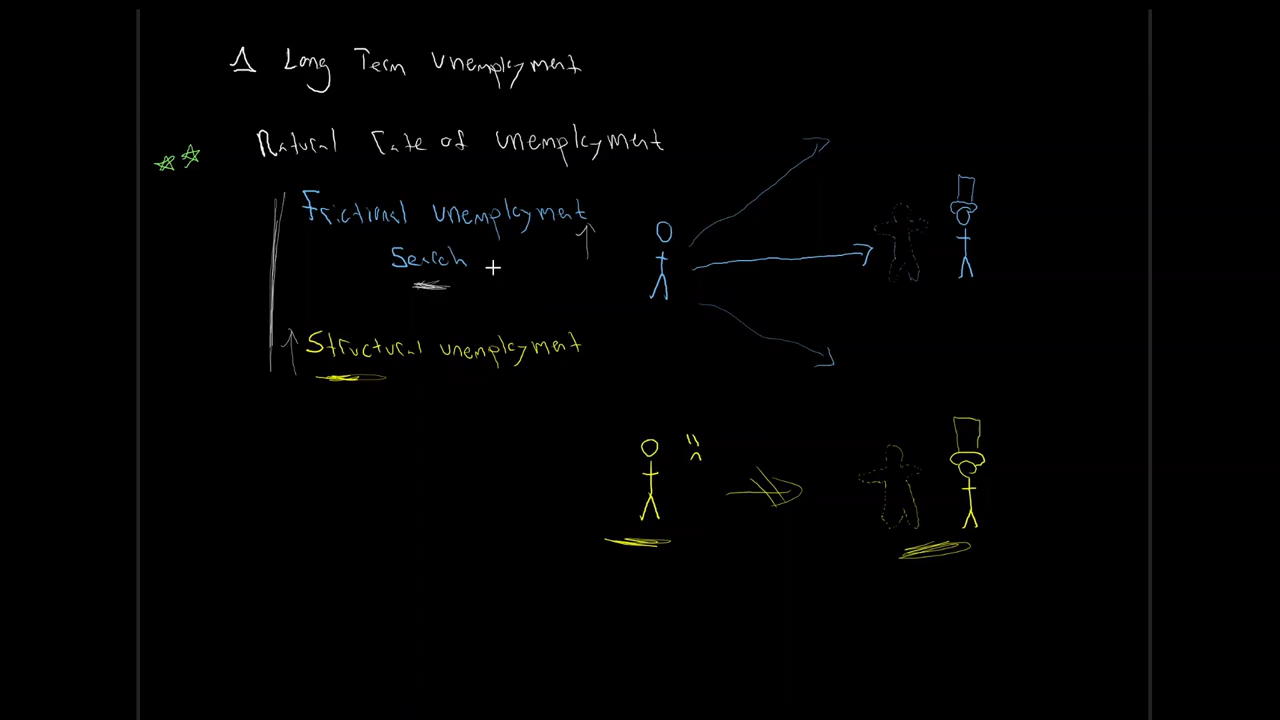 Δ Long Term unemployment
Natural rate of unemployment
Frictional unemployment
Search
Structural unemployment